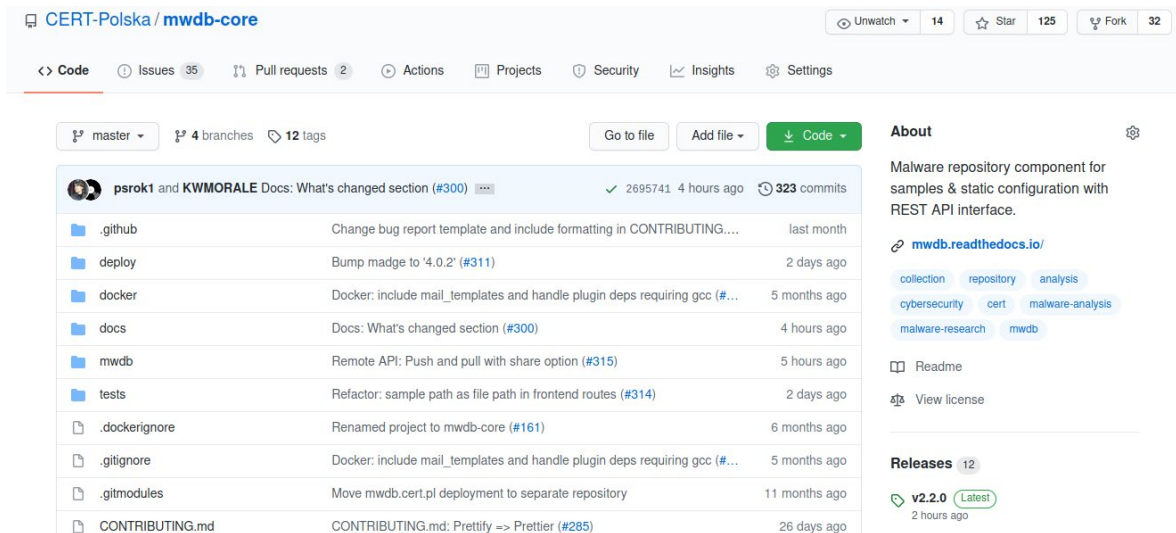 CERT-Polska / mwdb-core
Unwatch 14 Star 125 Fork 32
<> Code Issues 35 Pull requests 2 Actions Projects Security Insights Settings
master 4 branches 12 tags Go to file Add file Code
psrok1 and KWMORALE Docs: What's changed section (#300) ... 2695741 4 hours ago 323 commits
.github Change bug report template and include formatting in CONTRIBUTING.... last month
deploy Bump madge to '4.0.2' (#311) 2 days ago
docker Docker: include mail_templates and handle plugin deps requiring gcc (#... 5 months ago
docs Docs: What's changed section (#300) 4 hours ago
mwdb Remote API: Push and pull with share option (#315) 5 hours ago
tests Refactor: sample path as file path in frontend routes (#314) 2 days ago
.dockerignore Renamed project to mwdb-core (#161) 6 months ago
.gitignore Docker: include mail_templates and handle plugin deps requiring gcc (#... 5 months ago
.gitmodules Move mwdb.cert.pl deployment to separate repository 11 months ago
CONTRIBUTING.md CONTRIBUTING.md: Prettify => Prettier (#285) 26 days ago
About
Malware repository component for
samples & static configuration with
REST API interface.
mwdb.readthedocs.io/
collection repository analysis
cybersecurity cert malware-analysis
malware-research mwdb
Readme
View license
Releases 12
v2.2.0 Latest
2 hours ago